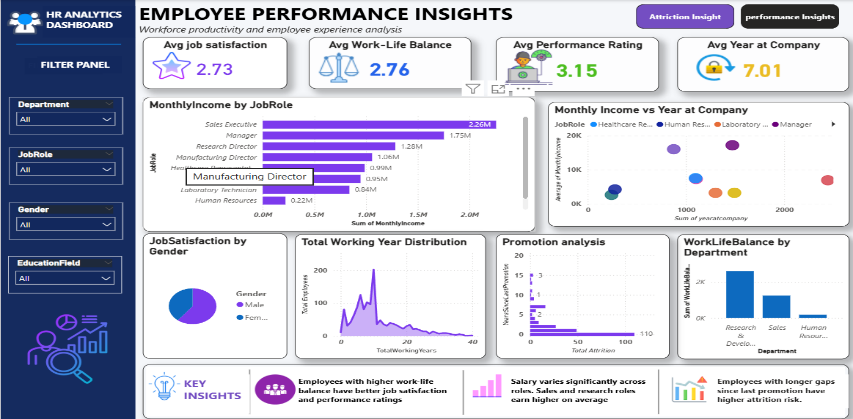 HR ANALYTICS
DASHBOARD
FILTER PANEL
Department
All
JobRole
All
Gender
All
EducationField
All
EMPLOYEE PERFORMANCE INSIGHTS
Workforce productivity and employee experience analysis
Attriction Insight
performance Insights
Avg job satisfaction
2.73
Avg Work-Life Balance
2.76
Avg Performance Rating
3.15
Avg Year at Company
7.01
MonthlyIncome by JobRole
JobRole
Sales Executive
2.26M
Manager
1.75M
Research Director
1.28M
Manufacturing Director
1.06M
0.99M
Manufacturing Director
0.95M
Laboratory Technician
0.84M
Human Resources
0.22M
0.0M 0.5M 1.0M 1.5M 2.0M
Sum of MonthlyIncome
Monthly Income vs Year at Company
JobRole Healthcare Re... Human Res... Laboratory ... Manager
Average of MonthlyIncome
20K
10K
0K
0 1000 2000
Sum of yearatcompany
JobSatisfaction by
Gender
Gender
Male
Fem...
Total Working Year Distribution
Total Employees
200
100
0
0 20 40
TotalWorkingYears
Promotion analysis
YearsSinceLastPromotion
20
15
10
5
0
3
1
2
110
0 50 100
Total Attrition
WorkLifeBalance by
Department
Sum of WorkLifeBala...
2K
0K
Research
&
Develo...
Sales
Human
Resour...
Department
KEY
INSIGHTS
Employees with higher work-life
balance have better job satisfaction
and performance ratings
Salary varies significantly across
roles. Sales and research roles
earn higher on average
Employees with longer gaps
since last promotion have
higher attrition risk.